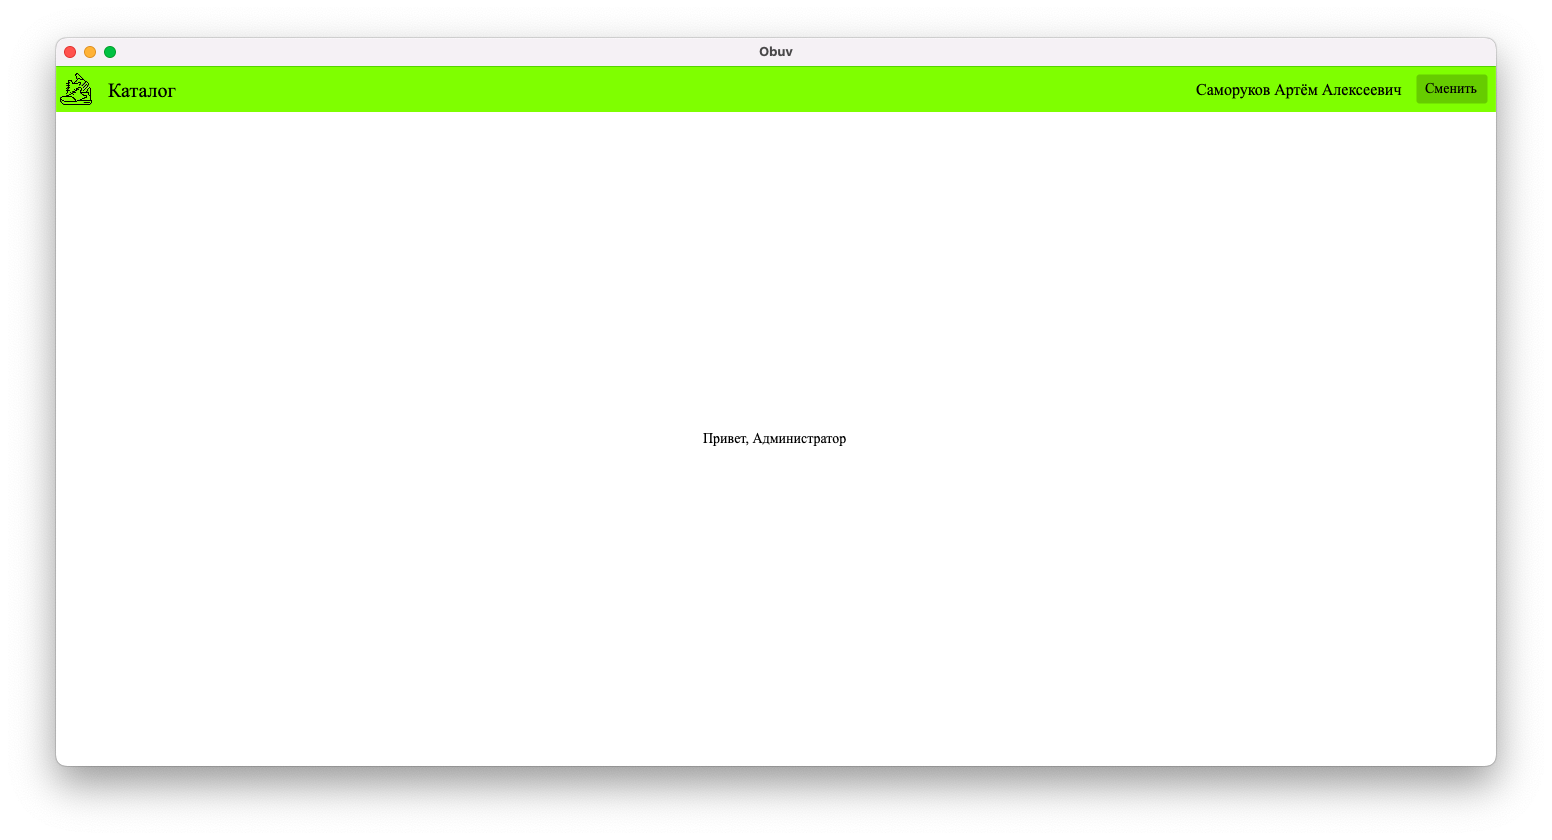 Obuv
Каталог
Саморуков Артём Алексеевич
Сменить
Привет, Администратор